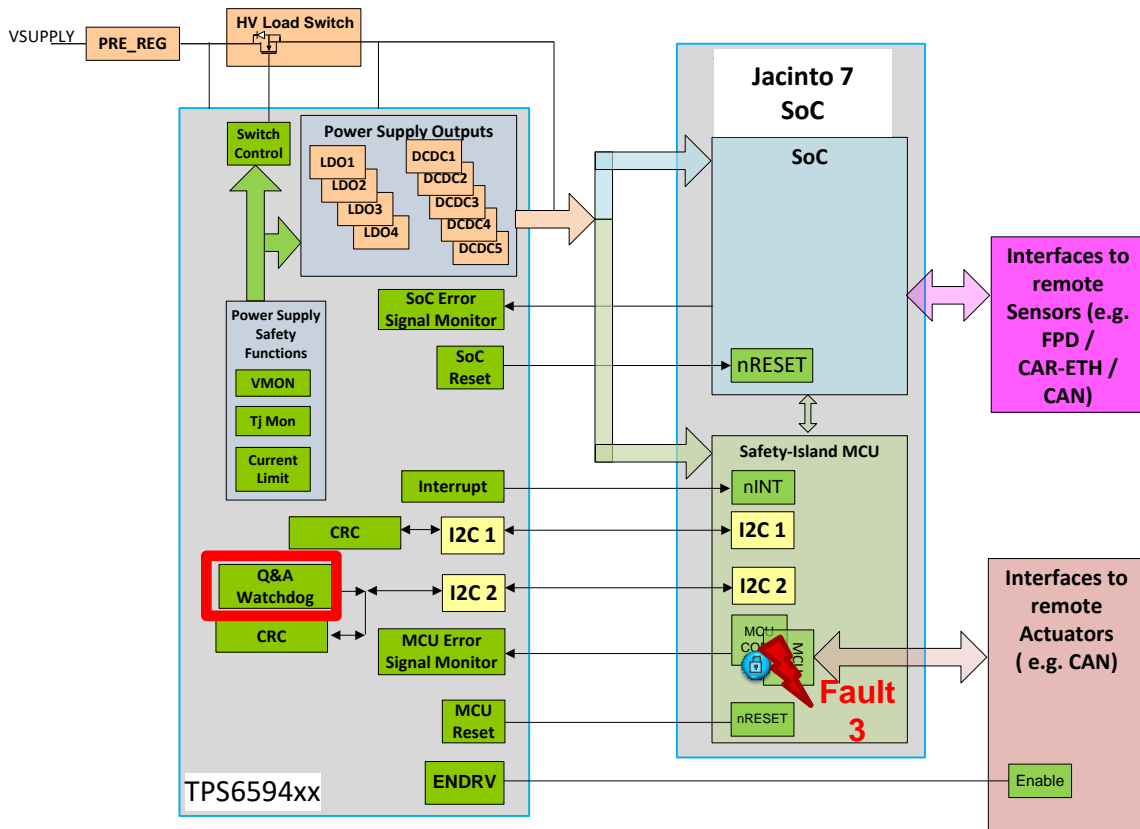 VSUPPLY
PRE_REG
HV Load Switch
Switch
Control
Power Supply Outputs
LDO1
LDO2
LDO3
LDO4
DCDC1
DCDC2
DCDC3
DCDC4
DCDC5
Power Supply
Safety
Functions
VMON
Tj Mon
Current
Limit
SoC Error
Signal Monitor
SoC
Reset
Interrupt
CRC
I2C 1
Q&A
Watchdog
I2C 2
CRC
MCU Error
Signal Monitor
MCU
Reset
ENDRV
TPS6594xx
Jacinto 7
SoC
SoC
nRESET
Safety-Island MCU
nINT
I2C 1
I2C 2
MCU
MCU
Fault
3
nRESET
Interfaces to
remote
Sensors (e.g.
FPD /
CAR-ETH /
CAN)
Interfaces to
remote
Actuators
( e.g. CAN)
Enable